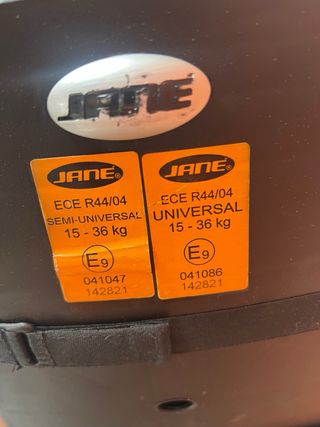 JANE
JANE®
ECE R44/04
SEMI-UNIVERSAL
15 - 36 kg
E9
041047
142821
JANE®
ECE R44/04
UNIVERSAL
15 - 36 kg
E9
041086
142821